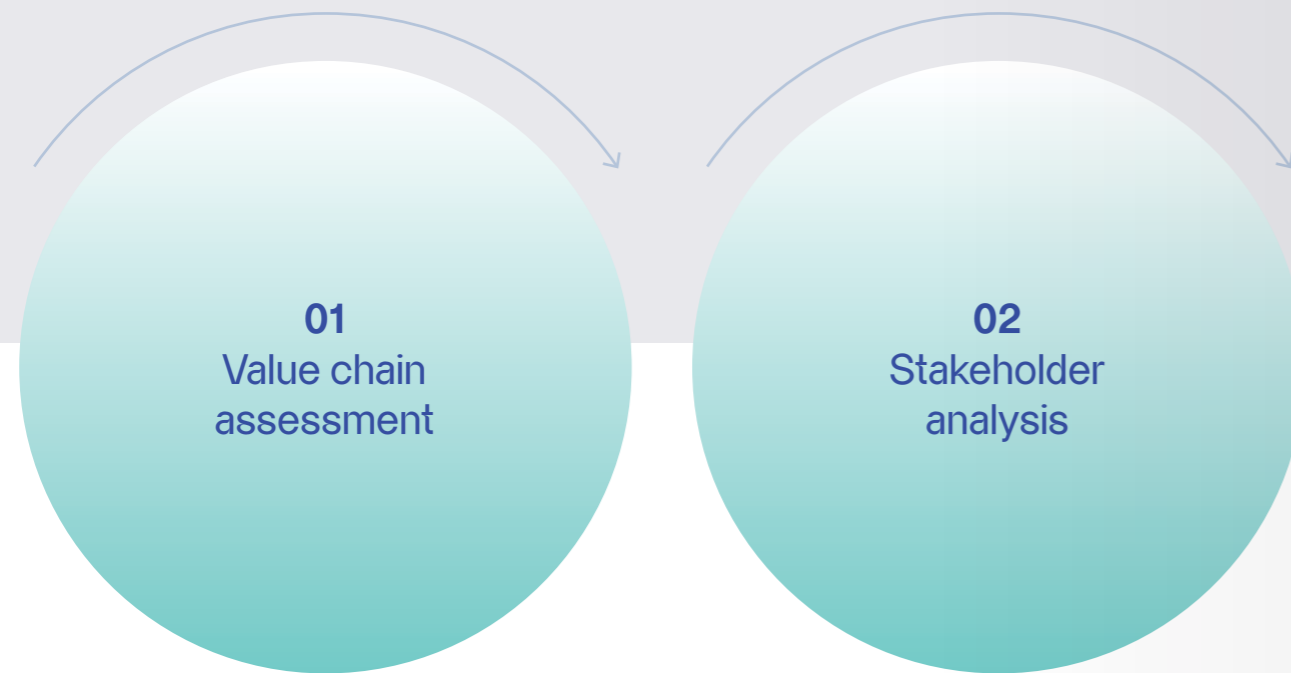 01
Value chain
assessment
02
Stakeholder
analysis